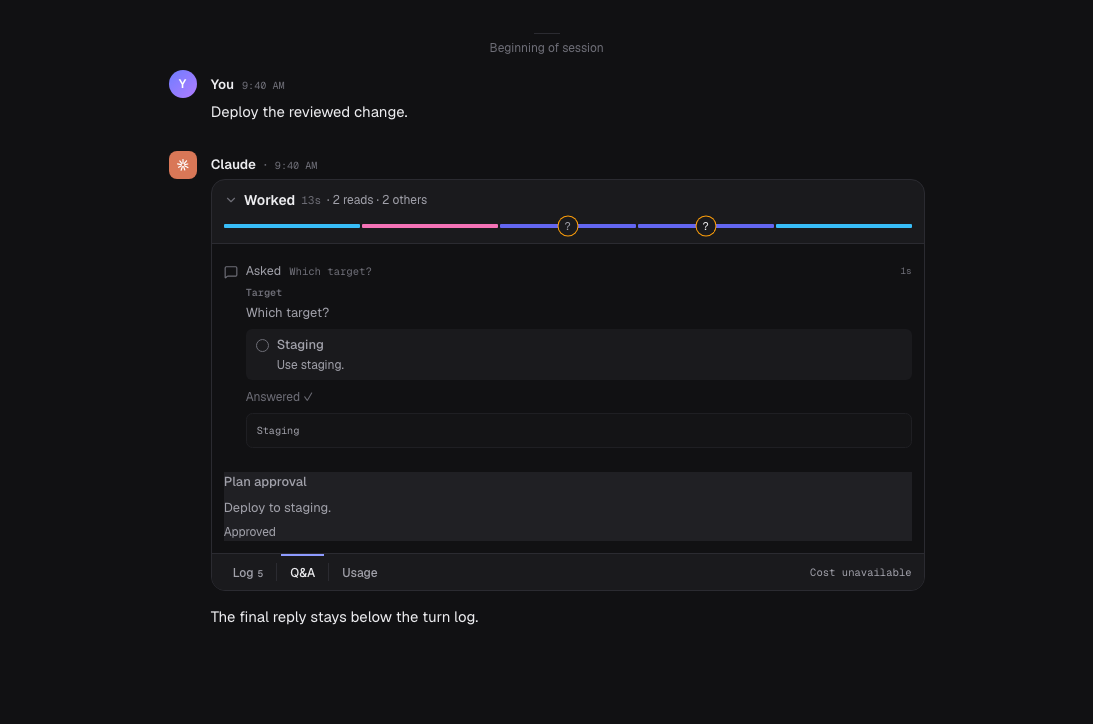 Beginning of session
Y
You 9:40 AM
Deploy the reviewed change.
Claude · 9:40 AM
Worked 13s · 2 reads · 2 others
? ?
Asked Which target? 1s
Target
Which target?
Staging
Use staging.
Answered ✓
Staging
Plan approval
Deploy to staging.
Approved
Log 5 Q&A Usage Cost unavailable
The final reply stays below the turn log.